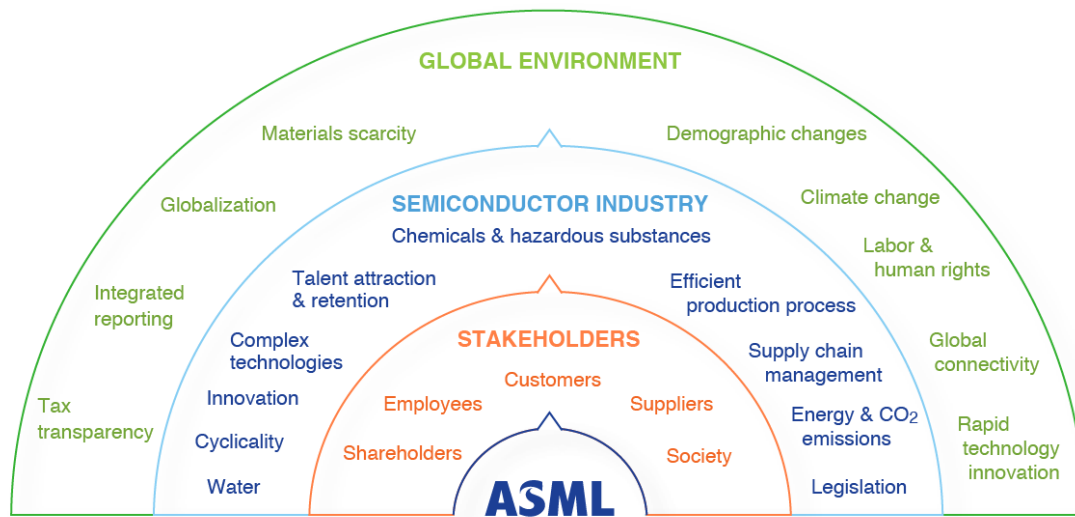 GLOBAL ENVIRONMENT
Materials scarcity
Demographic changes
Globalization
Climate change
Labor &
human rights
Integrated
reporting
Global
connectivity
Tax
transparency
Rapid
technology
innovation
SEMICONDUCTOR INDUSTRY
Chemicals & hazardous substances
Talent attraction
& retention
Efficient
production process
Complex
technologies
Supply chain
management
Innovation
Energy & CO₂
emissions
Cyclicality
Water
Legislation
STAKEHOLDERS
Customers
Employees
Suppliers
Shareholders
Society
ASML